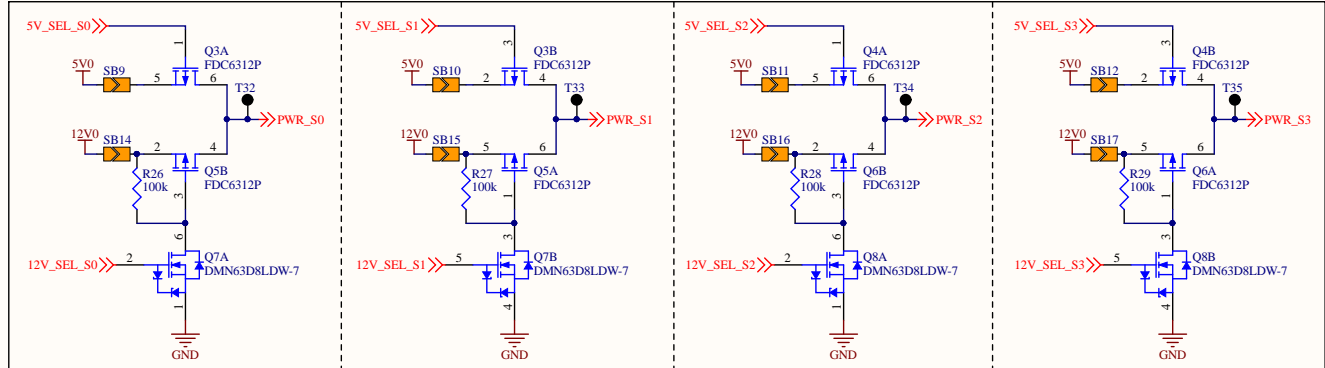 5V_SEL_S0
1
Q3A
FDC6312P
5V0
SB9
5
6
T32
PWR_S0
12V0
SB14
2
4
R26
100k
Q5B
FDC6312P
3
6
12V_SEL_S0
2
Q7A
DMN63D8LDW-7
1
GND
5V_SEL_S1
3
Q3B
FDC6312P
5V0
SB10
2
4
T33
PWR_S1
12V0
SB15
5
6
R27
100k
Q5A
FDC6312P
1
3
12V_SEL_S1
5
Q7B
DMN63D8LDW-7
4
GND
5V_SEL_S2
1
Q4A
FDC6312P
5V0
SB11
5
6
T34
PWR_S2
12V0
SB16
2
4
R28
100k
Q6B
FDC6312P
3
6
12V_SEL_S2
2
Q8A
DMN63D8LDW-7
1
GND
5V_SEL_S3
3
Q4B
FDC6312P
5V0
SB12
2
4
T35
PWR_S3
12V0
SB17
5
6
R29
100k
Q6A
FDC6312P
1
3
12V_SEL_S3
5
Q8B
DMN63D8LDW-7
4
GND